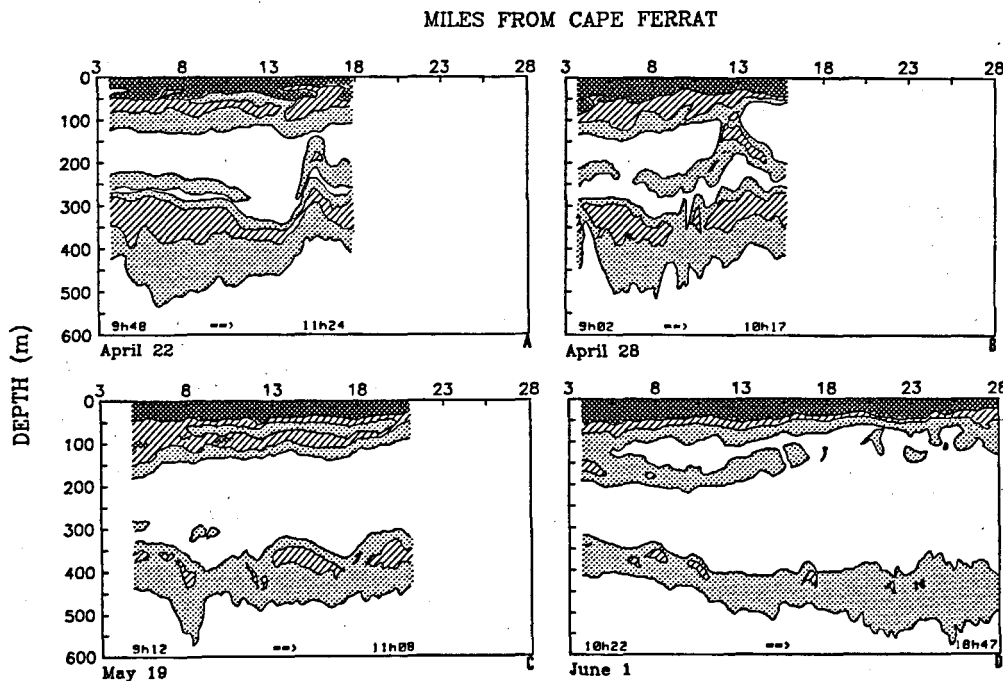 MILES FROM CAPE FERRAT
3 8 13 18 23 28
3 8 13 18 23 28
0
100
200
300
400
500
600
9h48 ==> 11h24
9h02 ==> 10h17
April 22
A
April 28
B
DEPTH (m)
3 8 13 18 23 28
3 8 13 18 23 28
0
100
200
300
400
500
600
9h12 ==> 11h08
10h22 ==> 16h47
May 19
C
June 1
D